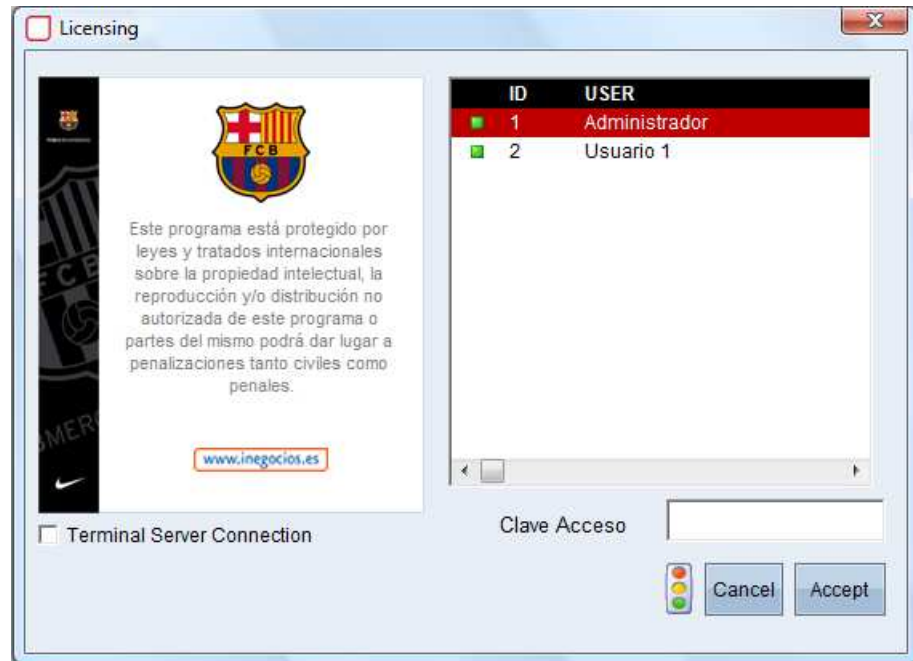 Licensing
FCB
Este programa está protegido por
leyes y tratados internacionales
sobre la propiedad intelectual, la
reproducción y/o distribución no
autorizada de este programa o
partes del mismo podrá dar lugar a
penalizaciones tanto civiles como
penales.
www.inegocios.es
FCB
Terminal Server Connection
ID USER
1 Administrador
2 Usuario 1
Clave Acceso
Cancel Accept